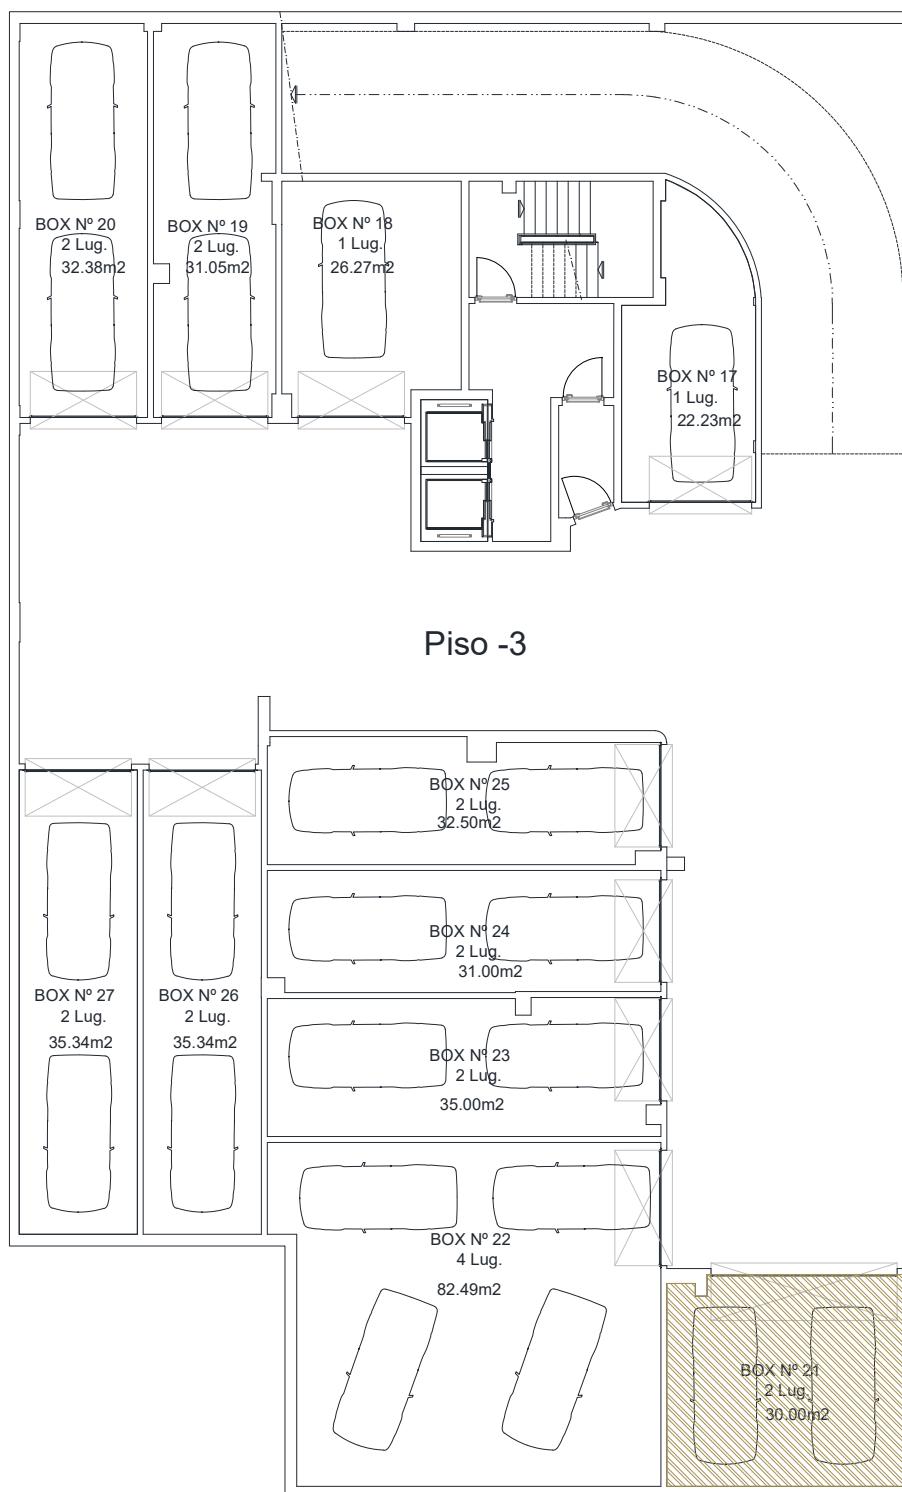 BOX Nº 20
2 Lug.
32.38m2
BOX Nº 19
2 Lug.
31.05m2
BOX Nº 18
1 Lug.
26.27m2
BOX Nº 17
1 Lug.
22.23m2
Piso -3
BOX Nº 25
2 Lug.
32.50m2
BOX Nº 24
2 Lug.
31.00m2
BOX Nº 27
2 Lug.
35.34m2
BOX Nº 26
2 Lug.
35.34m2
BOX Nº 23
2 Lug.
35.00m2
BOX Nº 22
4 Lug.
82.49m2
BOX Nº 21
2 Lug.
30.00m2